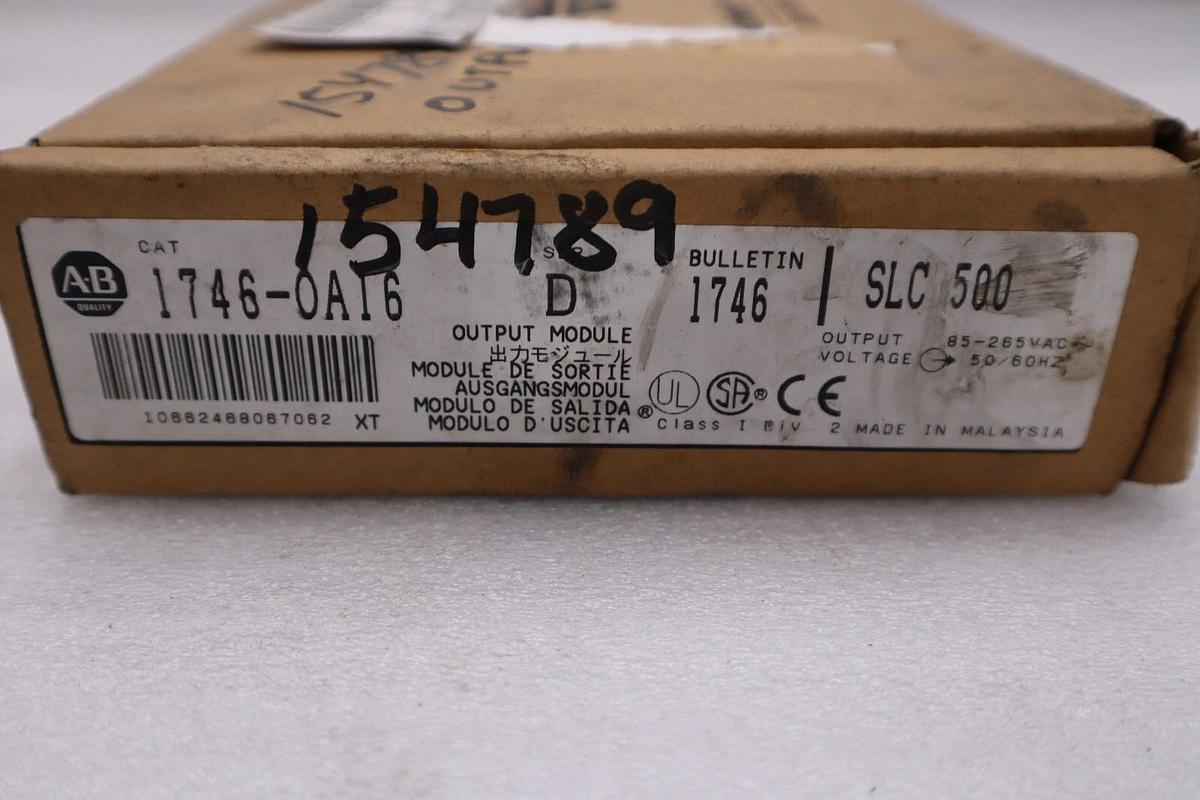 154789
CAT
1746-OA16
SER
D
BULLETIN
1746
SLC 500
A-B
QUALITY
OUTPUT MODULE
出力モジュール
MODULE DE SORTIE
AUSGANGSMODUL
MODULO DE SALIDA
MODULO D'USCITA
OUTPUT 85-265VAC
VOLTAGE 50/60HZ
UL ® SA ® CE
Class I Div 2 MADE IN MALAYSIA
10662468067062 XT